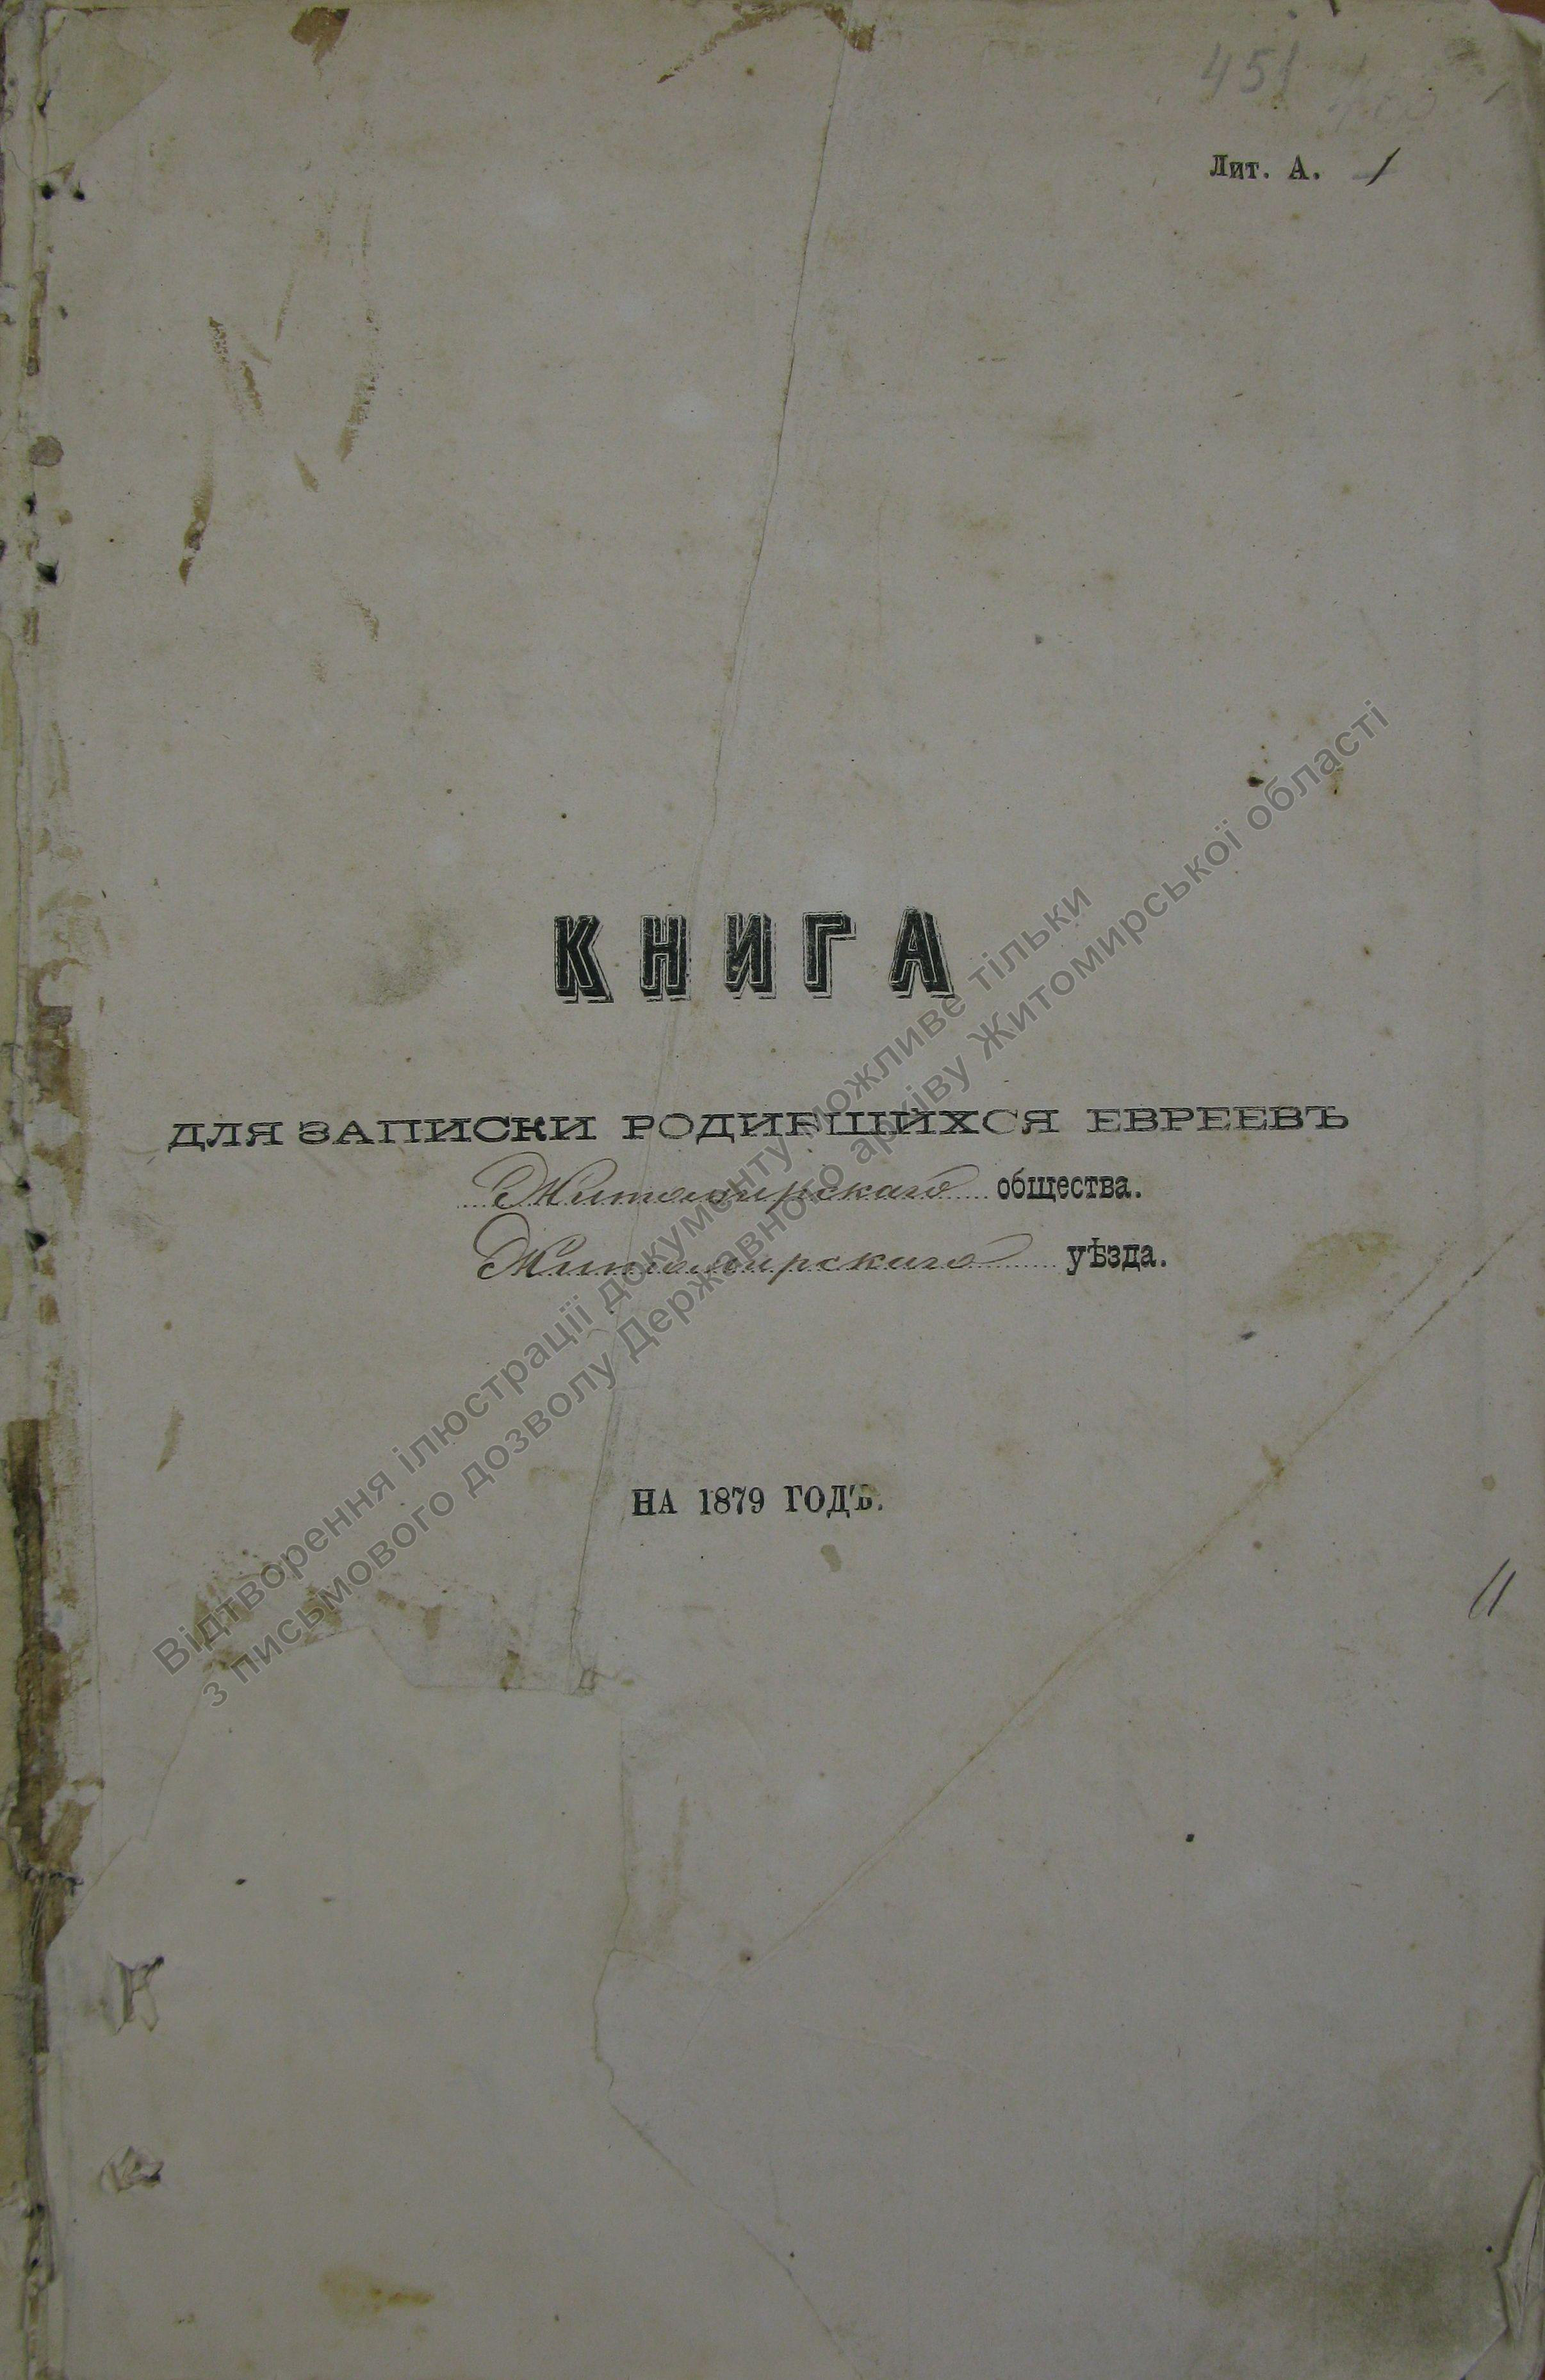 451
Лит. А. 1
КНИГА
ДЛЯ ЗАПИСКИ РОДИВШИХСЯ ЕВРЕЕВЪ
Житомирскаго общества.
Житомирскаго уѣзда.
НА 1879 ГОДЪ.
Відтворення ілюстрації документу можливе тільки
з письмового дозволу Державного архіву Житомирської області